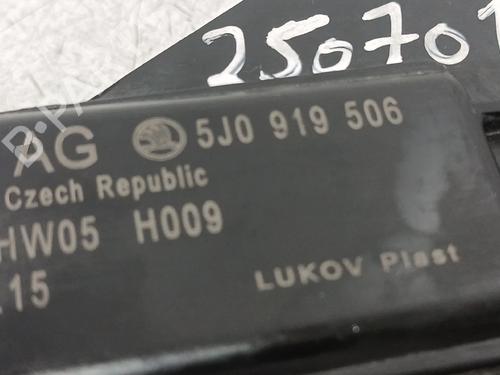 250701
AG 5J0 919 506
Czech Republic
HW05 H009
.15
LUKOV Plast